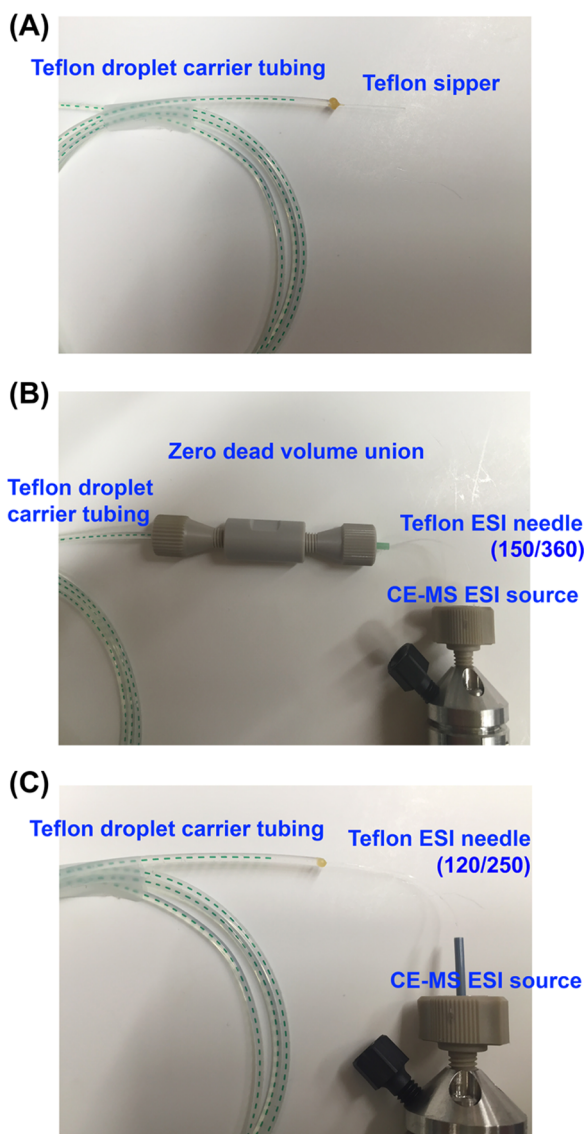 (A)
Teflon droplet carrier tubing
Teflon sipper
(B)
Zero dead volume union
Teflon droplet
carrier tubing
Teflon ESI needle
(150/360)
CE-MS ESI source
(C)
Teflon droplet carrier tubing
Teflon ESI needle
(120/250)
CE-MS ESI source